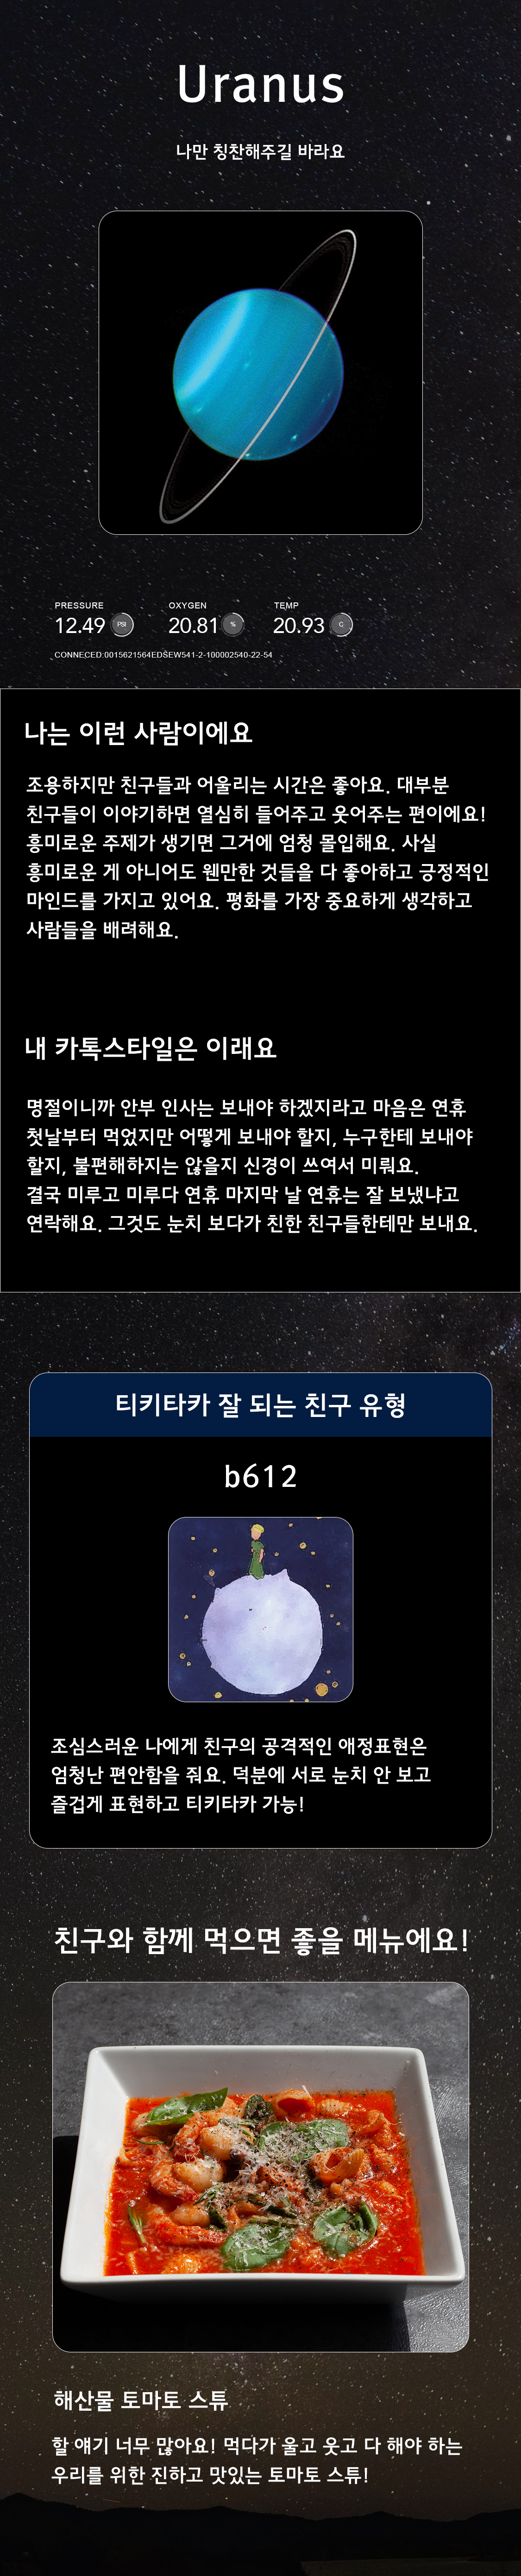 Uranus
나만 칭찬해주길 바라요
PRESSURE OXYGEN TEMP
12.49 PSI 20.81 % 20.93 C
CONNECED:0015621564EDSEW541-2-100002540-22-54
나는 이런 사람이에요
조용하지만 친구들과 어울리는 시간은 좋아요. 대부분
친구들이 이야기하면 열심히 들어주고 웃어주는 편이에요!
흥미로운 주제가 생기면 그거에 엄청 몰입해요. 사실
흥미로운 게 아니어도 웬만한 것들을 다 좋아하고 긍정적인
마인드를 가지고 있어요. 평화를 가장 중요하게 생각하고
사람들을 배려해요.
내 카톡스타일은 이래요
명절이니까 안부 인사는 보내야 하겠지라고 마음은 연휴
첫날부터 먹었지만 어떻게 보내야 할지, 누구한테 보내야
할지, 불편해하지는 않을지 신경이 쓰여서 미뤄요.
결국 미루고 미루다 연휴 마지막 날 연휴는 잘 보냈냐고
연락해요. 그것도 눈치 보다가 친한 친구들한테만 보내요.
티키타카 잘 되는 친구 유형
b612
조심스러운 나에게 친구의 공격적인 애정표현은
엄청난 편안함을 줘요. 덕분에 서로 눈치 안 보고
즐겁게 표현하고 티키타카 가능!
친구와 함께 먹으면 좋을 메뉴에요!
해산물 토마토 스튜
할 얘기 너무 많아요! 먹다가 울고 웃고 다 해야 하는
우리를 위한 진하고 맛있는 토마토 스튜!